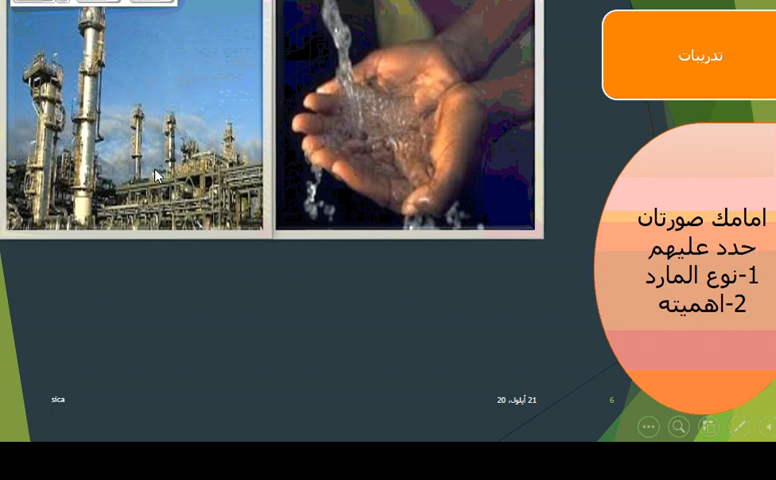 تدريبات
امامك صورتان
حدد عليهم
1-نوع المارد
2-اهميته
sica
21 أيلول، 20
6